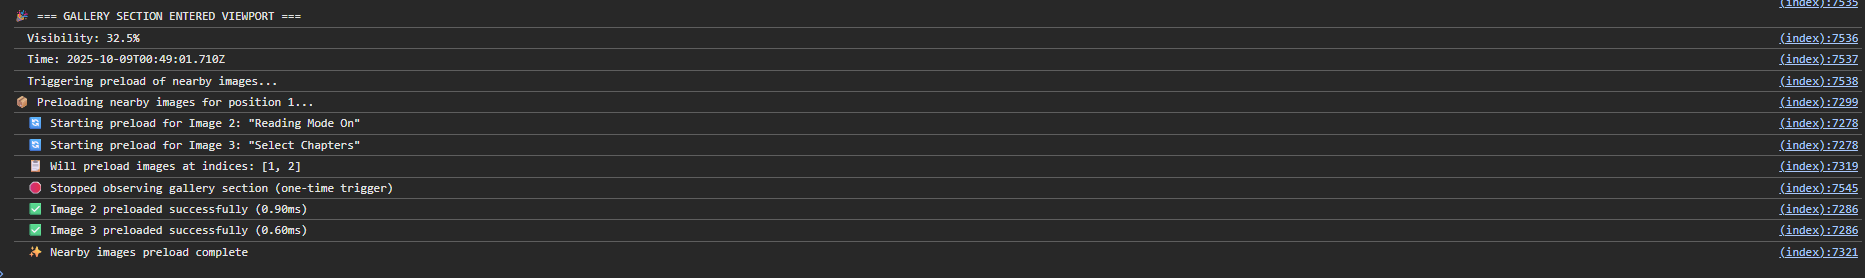 (index):7535
🎉 === GALLERY SECTION ENTERED VIEWPORT ===
Visibility: 32.5% (index):7536
Time: 2025-10-09T00:49:01.710Z (index):7537
Triggering preload of nearby images... (index):7538
📦 Preloading nearby images for position 1... (index):7299
🔄 Starting preload for Image 2: "Reading Mode On" (index):7278
🔄 Starting preload for Image 3: "Select Chapters" (index):7278
📋 Will preload images at indices: [1, 2] (index):7319
🛑 Stopped observing gallery section (one-time trigger) (index):7545
✅ Image 2 preloaded successfully (0.90ms) (index):7286
✅ Image 3 preloaded successfully (0.60ms) (index):7286
✨ Nearby images preload complete (index):7321